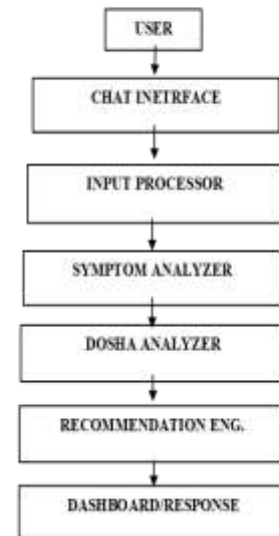 USER
CHAT INETRFACE
INPUT PROCESSOR
SYMPTOM ANALYZER
DOSHA ANALYZER
RECOMMENDATION ENG.
DASHBOARD/RESPONSE